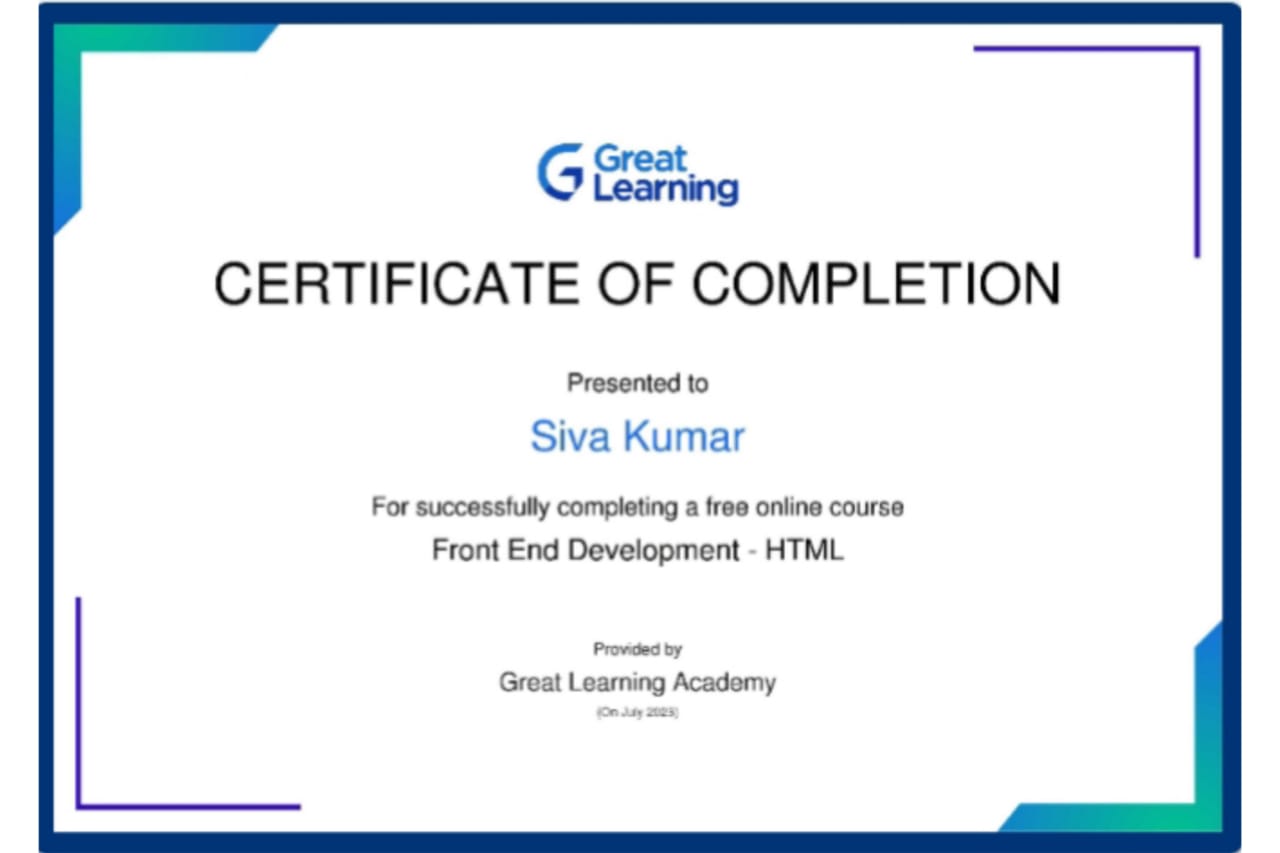 Great
Learning
CERTIFICATE OF COMPLETION
Presented to
Siva Kumar
For successfully completing a free online course
Front End Development - HTML
Provided by
Great Learning Academy
(On July 2023)